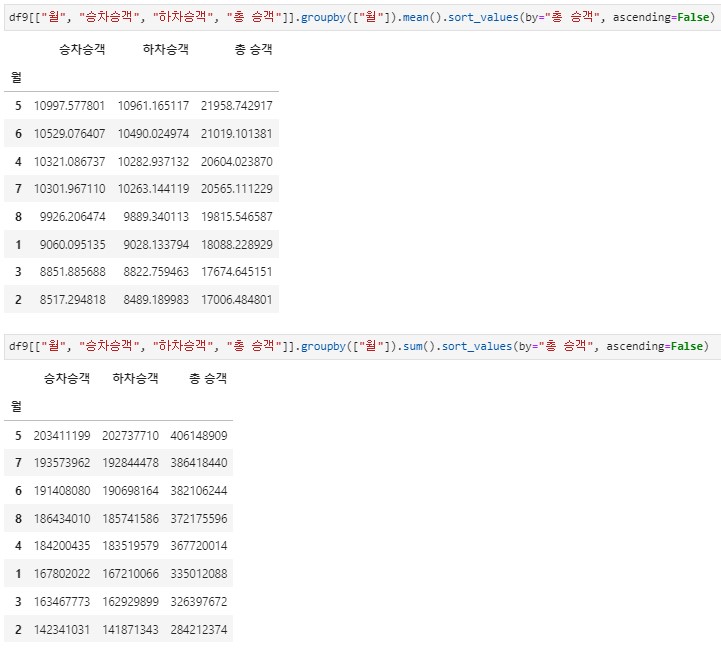 df9[["월", "승차승객", "하차승객", "총 승객"]].groupby(["월"]).mean().sort_values(by="총 승객", ascending=False)
승차승객 하차승객 총 승객
월
5 10997.577801 10961.165117 21958.742917
6 10529.076407 10490.024974 21019.101381
4 10321.086737 10282.937132 20604.023870
7 10301.967110 10263.144119 20565.111229
8 9926.206474 9889.340113 19815.546587
1 9060.095135 9028.133794 18088.228929
3 8851.885688 8822.759463 17674.645151
2 8517.294818 8489.189983 17006.484801
df9[["월", "승차승객", "하차승객", "총 승객"]].groupby(["월"]).sum().sort_values(by="총 승객", ascending=False)
승차승객 하차승객 총 승객
월
5 203411199 202737710 406148909
7 193573962 192844478 386418440
6 191408080 190698164 382106244
8 186434010 185741586 372175596
4 184200435 183519579 367720014
1 167802022 167210066 335012088
3 163467773 162929899 326397672
2 142341031 141871343 284212374